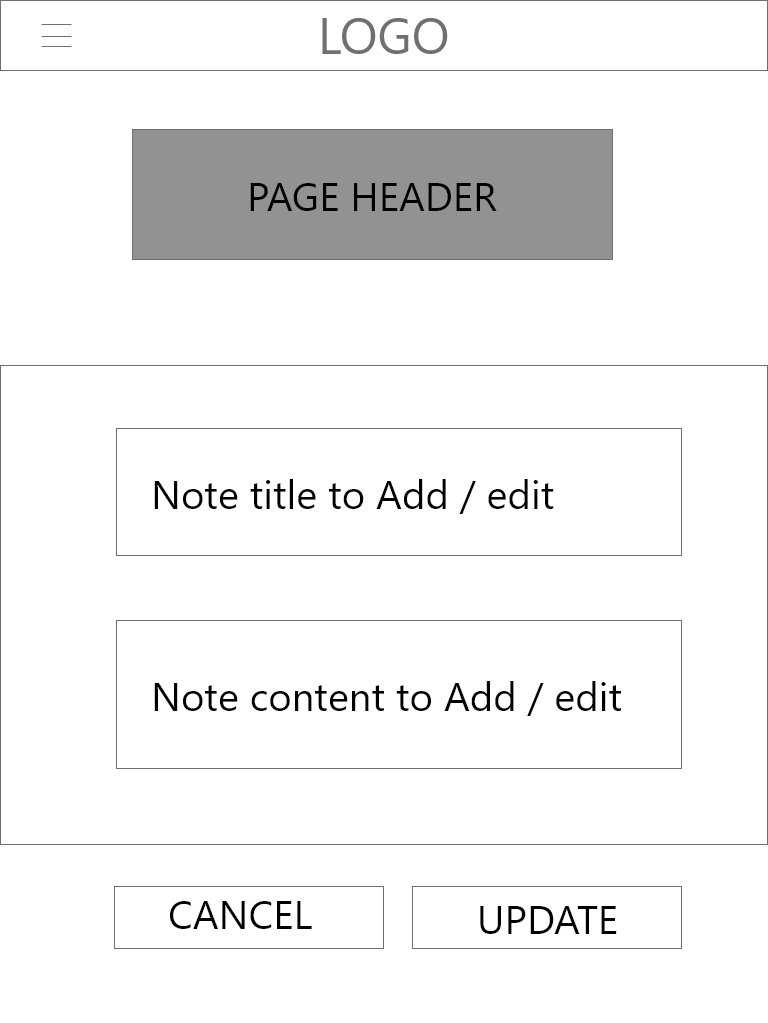 LOGO
PAGE HEADER
Note title to Add / edit
Note content to Add / edit
CANCEL
UPDATE